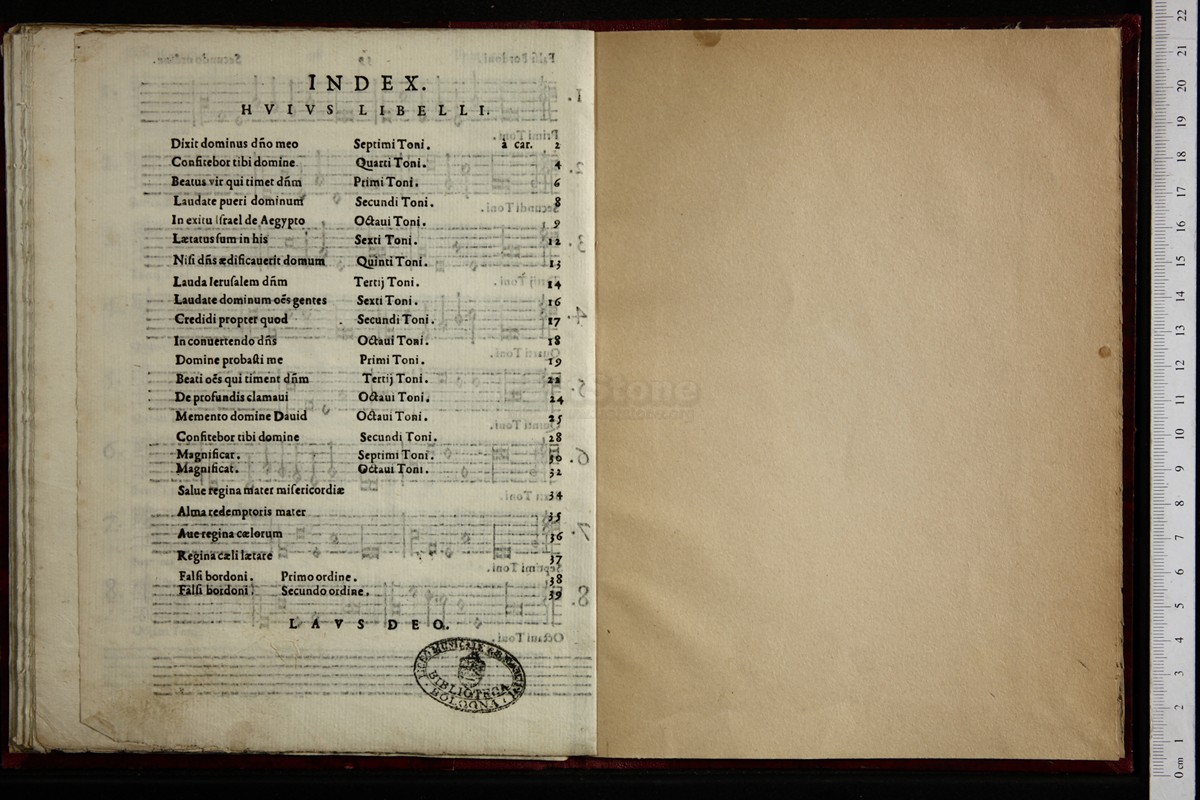 INDEX.
HVIVS LIBELLI.
Dixit dominus dño meo Septimi Toni. à car. 2
Confitebor tibi domine Quarti Toni. 4
Beatus vir qui timet dñm Primi Toni. 6
Laudate pueri dominum Secundi Toni. 8
In exitu Israel de Aegypto Octaui Toni. 9
Lætatus sum in his Sexti Toni. 12
Nisi dñs ædificauerit domum Quinti Toni. 13
Lauda Ierusalem dñm Tertij Toni. 14
Laudate dominum oẽs gentes Sexti Toni. 16
Credidi propter quod Secundi Toni. 17
In conuertendo dñs Octaui Toni. 18
Domine probasti me Primi Toni. 19
Beati oẽs qui timent dñm Tertij Toni. 22
De profundis clamaui Octaui Toni. 24
Memento domine Dauid Octaui Toni. 25
Confitebor tibi domine Secundi Toni. 28
Magnificat. Septimi Toni. 30
Magnificat. Octaui Toni. 32
Salue regina mater misericordiæ 34
Alma redemptoris mater 35
Aue regina cælorum 36
Regina cæli lætare 37
Falsi bordoni. Primo ordine. 38
Falsi bordoni. Secundo ordine. 39
LAVS DEO.
BIBLIOTECA
BOLOGNA